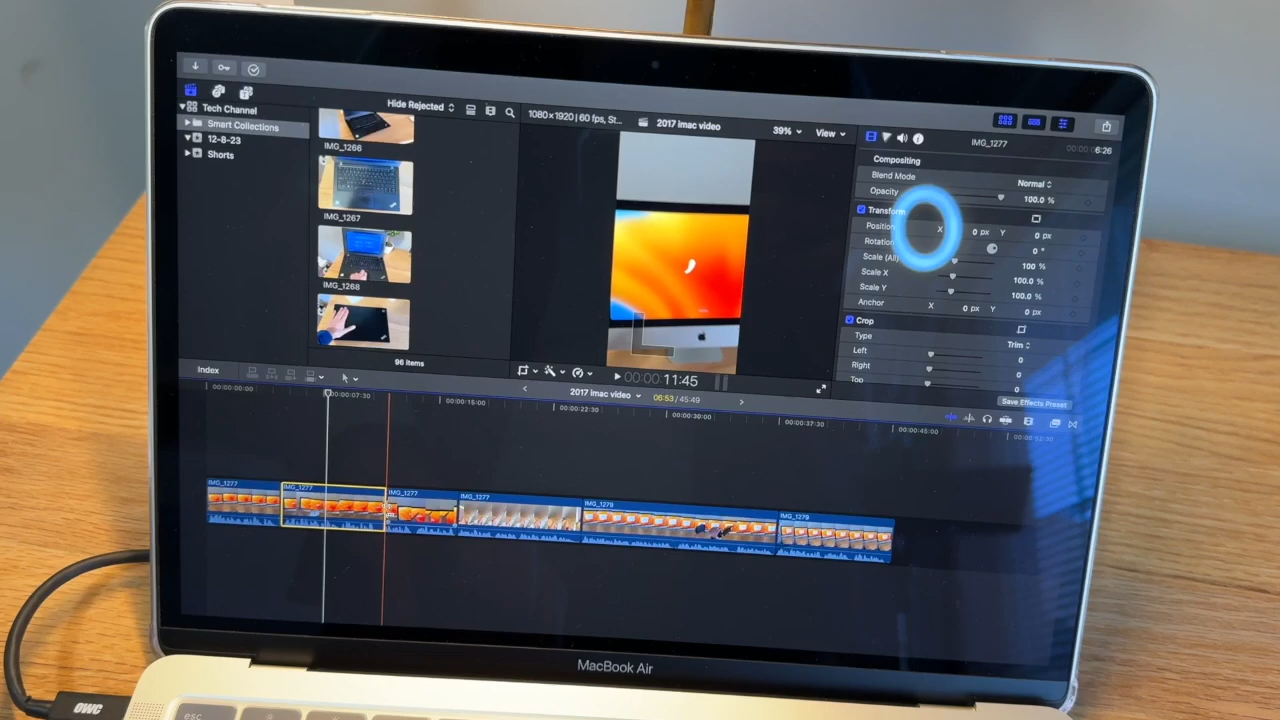 Tech Channel
Smart Collections
12-8-23
Shorts
Hide Rejected
IMG_1266
IMG_1267
IMG_1268
96 items
1080x1920 | 60 fps, St...
2017 imac video
39%
View
IMG_1277
6:26
Compositing
Blend Mode
Normal
Opacity
100.0 %
Transform
Position
X
0 px
Y
0 px
Rotation
0 °
Scale (All)
100 %
Scale X
100.0 %
Scale Y
100.0 %
Anchor
X
0 px
Y
0 px
Crop
Type
Trim
Left
0
Right
0
Top
0
Save Effects Preset
00:00:11:45
Index
2017 imac video
06:53 / 45:49
00:00:00:00
00:00:07:30
00:00:15:00
00:00:22:30
00:00:30:00
00:00:37:30
00:00:45:00
IMG_1277
IMG_1277
IMG_1277
IMG_1277
IMG_1279
IMG_1279
MacBook Air
OWC
esc